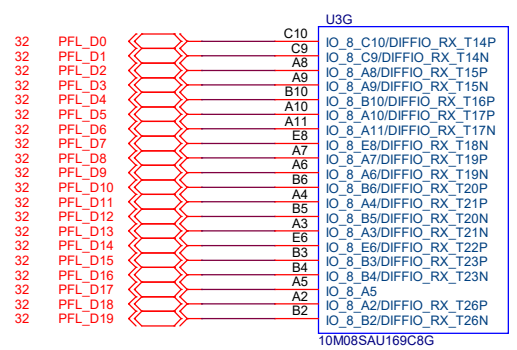 U3G
32 PFL_D0 C10 IO_8_C10/DIFFIO_RX_T14P
32 PFL_D1 C9 IO_8_C9/DIFFIO_RX_T14N
32 PFL_D2 A8 IO_8_A8/DIFFIO_RX_T15P
32 PFL_D3 A9 IO_8_A9/DIFFIO_RX_T15N
32 PFL_D4 B10 IO_8_B10/DIFFIO_RX_T16P
32 PFL_D5 A10 IO_8_A10/DIFFIO_RX_T17P
32 PFL_D6 A11 IO_8_A11/DIFFIO_RX_T17N
32 PFL_D7 E8 IO_8_E8/DIFFIO_RX_T18N
32 PFL_D8 A7 IO_8_A7/DIFFIO_RX_T19P
32 PFL_D9 A6 IO_8_A6/DIFFIO_RX_T19N
32 PFL_D10 B6 IO_8_B6/DIFFIO_RX_T20P
32 PFL_D11 A4 IO_8_A4/DIFFIO_RX_T21P
32 PFL_D12 B5 IO_8_B5/DIFFIO_RX_T20N
32 PFL_D13 A3 IO_8_A3/DIFFIO_RX_T21N
32 PFL_D14 E6 IO_8_E6/DIFFIO_RX_T22P
32 PFL_D15 B3 IO_8_B3/DIFFIO_RX_T23P
32 PFL_D16 B4 IO_8_B4/DIFFIO_RX_T23N
32 PFL_D17 A5 IO_8_A5
32 PFL_D18 A2 IO_8_A2/DIFFIO_RX_T26P
32 PFL_D19 B2 IO_8_B2/DIFFIO_RX_T26N
10M08SAU169C8G